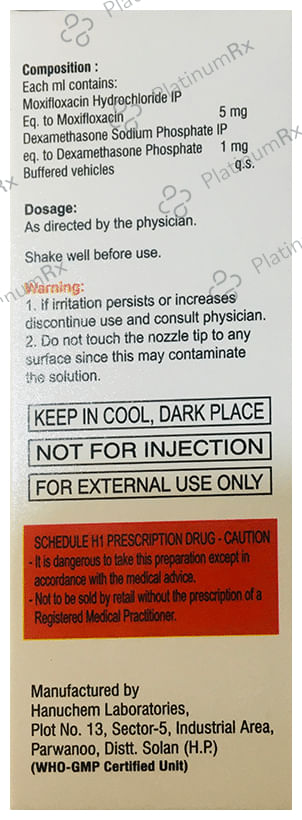 PlatinumRx
Composition :
Each ml contains:
Moxifloxacin Hydrochloride IP
Eq. to Moxifloxacin 5 mg
Dexamethasone Sodium Phosphate IP
eq. to Dexamethasone Phosphate 1 mg
Buffered vehicles q.s.
PlatinumRx
Dosage:
As directed by the physician.
Shake well before use.
Warning:
1. if irritation persists or increases
discontinue use and consult physician.
2. Do not touch the nozzle tip to any
surface since this may contaminate
the solution.
KEEP IN COOL, DARK PLACE
NOT FOR INJECTION
FOR EXTERNAL USE ONLY
SCHEDULE H1 PRESCRIPTION DRUG - CAUTION
- It is dangerous to take this preparation except in
accordance with the medical advice.
- Not to be sold by retail without the prescription of a
Registered Medical Practitioner.
Manufactured by
Hanuchem Laboratories,
Plot No. 13, Sector-5, Industrial Area,
Parwanoo, Distt. Solan (H.P.)
(WHO-GMP Certified Unit)